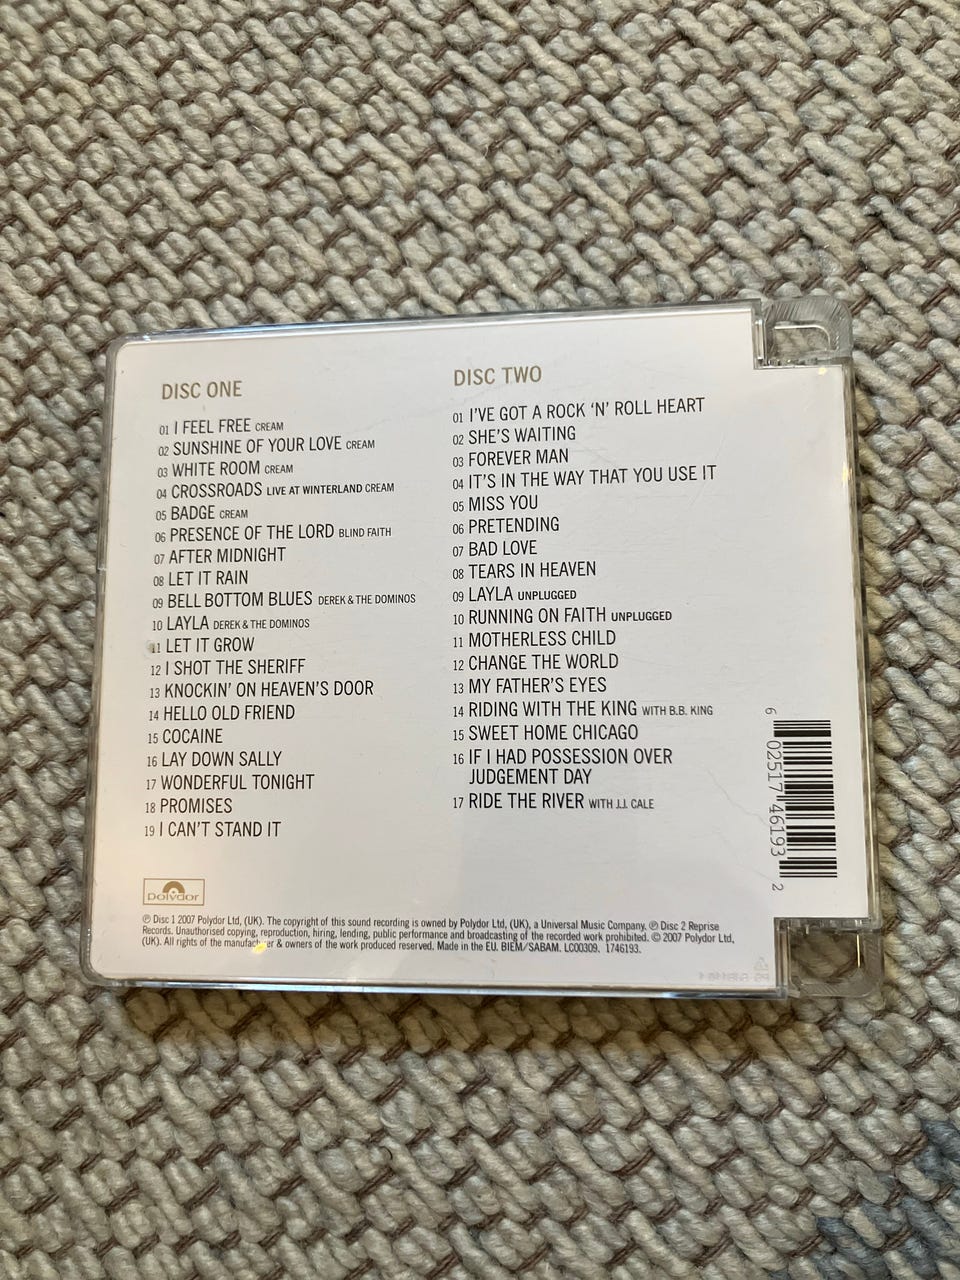 DISC ONE
01 I FEEL FREE CREAM
02 SUNSHINE OF YOUR LOVE CREAM
03 WHITE ROOM CREAM
04 CROSSROADS LIVE AT WINTERLAND CREAM
05 BADGE CREAM
06 PRESENCE OF THE LORD BLIND FAITH
07 AFTER MIDNIGHT
08 LET IT RAIN
09 BELL BOTTOM BLUES DEREK & THE DOMINOS
10 LAYLA DEREK & THE DOMINOS
11 LET IT GROW
12 I SHOT THE SHERIFF
13 KNOCKIN' ON HEAVEN'S DOOR
14 HELLO OLD FRIEND
15 COCAINE
16 LAY DOWN SALLY
17 WONDERFUL TONIGHT
18 PROMISES
19 I CAN'T STAND IT
DISC TWO
01 I'VE GOT A ROCK 'N' ROLL HEART
02 SHE'S WAITING
03 FOREVER MAN
04 IT'S IN THE WAY THAT YOU USE IT
05 MISS YOU
06 PRETENDING
07 BAD LOVE
08 TEARS IN HEAVEN
09 LAYLA UNPLUGGED
10 RUNNING ON FAITH UNPLUGGED
11 MOTHERLESS CHILD
12 CHANGE THE WORLD
13 MY FATHER'S EYES
14 RIDING WITH THE KING WITH B.B. KING
15 SWEET HOME CHICAGO
16 IF I HAD POSSESSION OVER
JUDGEMENT DAY
17 RIDE THE RIVER WITH J.J. CALE
6 02517 46193 2
Polydor
℗ Disc 1 2007 Polydor Ltd, (UK). The copyright of this sound recording is owned by Polydor Ltd, (UK), a Universal Music Company. ℗ Disc 2 Reprise
Records. Unauthorised copying, reproduction, hiring, lending, public performance and broadcasting of the recorded work prohibited. © 2007 Polydor Ltd,
(UK). All rights of the manufacturer & owners of the work produced reserved. Made in the EU. BIEM/SABAM. LC00309. 1746193.